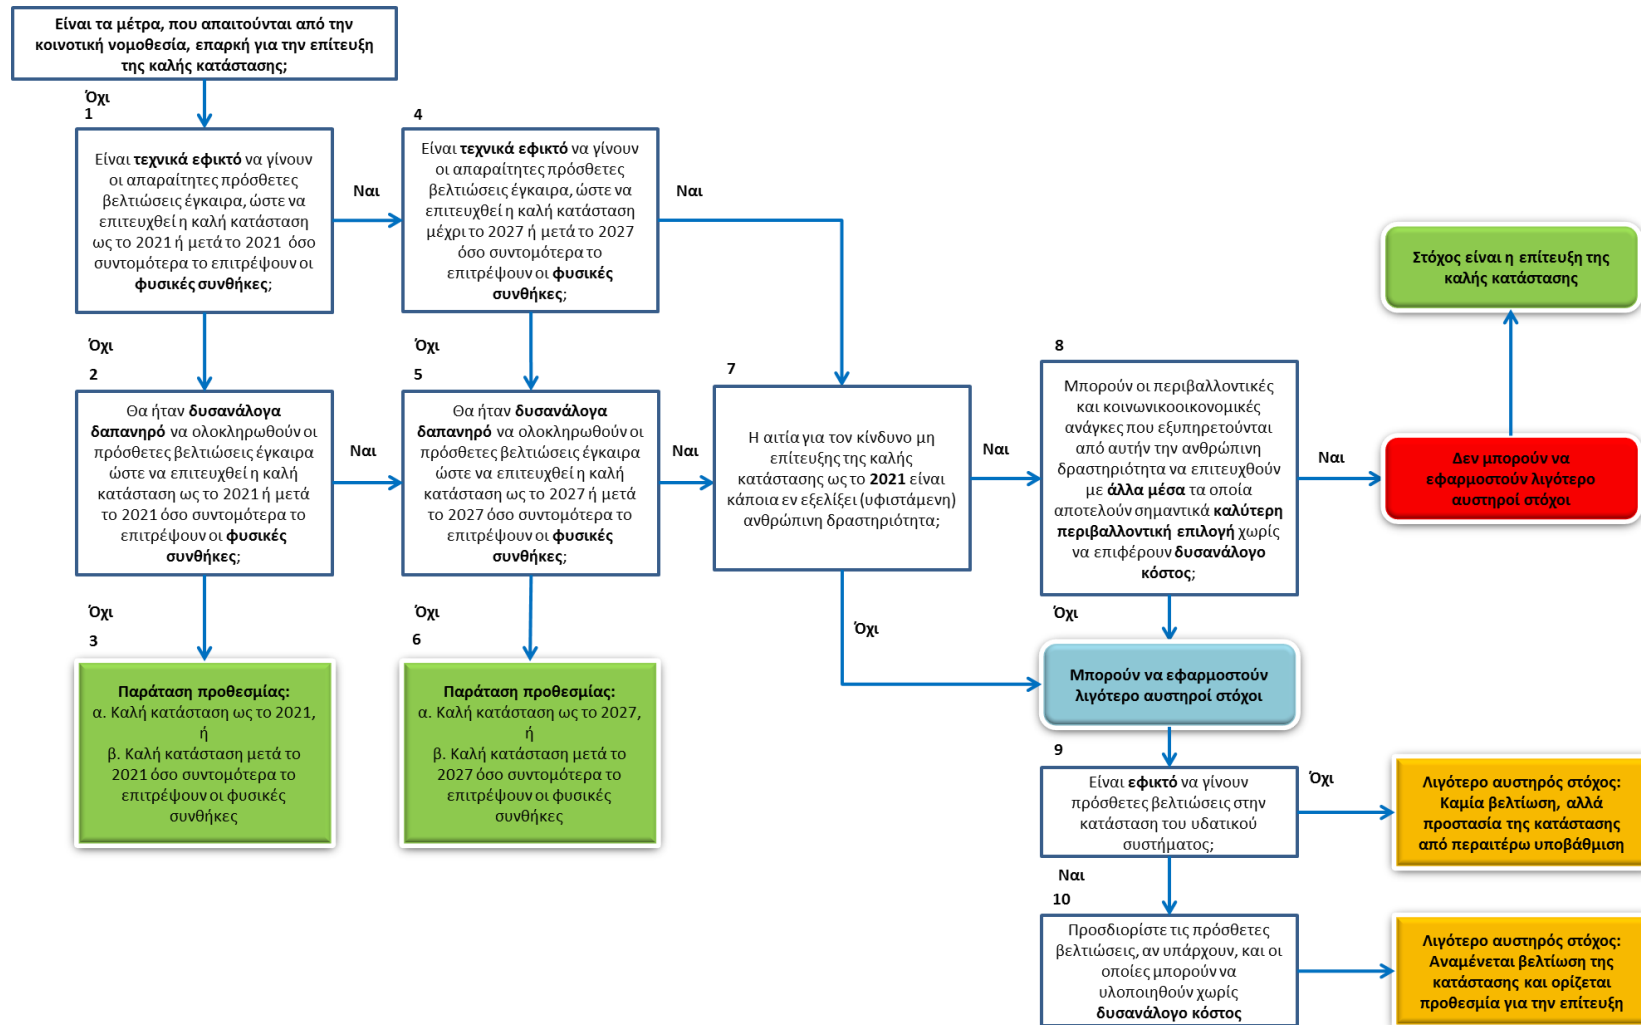 Είναι τα μέτρα, που απαιτούνται από την
κοινοτική νομοθεσία, επαρκή για την επίτευξη
της καλής κατάστασης;
Όχι
1
Είναι τεχνικά εφικτό να γίνουν
οι απαραίτητες πρόσθετες
βελτιώσεις έγκαιρα, ώστε να
επιτευχθεί η καλή κατάσταση
ως το 2021 ή μετά το 2021 όσο
συντομότερα το επιτρέψουν οι
φυσικές συνθήκες;
Ναι
4
Είναι τεχνικά εφικτό να γίνουν
οι απαραίτητες πρόσθετες
βελτιώσεις έγκαιρα, ώστε να
επιτευχθεί η καλή κατάσταση
μέχρι το 2027 ή μετά το 2027
όσο συντομότερα το
επιτρέψουν οι φυσικές
συνθήκες;
Ναι
Όχι
2
Θα ήταν δυσανάλογα
δαπανηρό να ολοκληρωθούν οι
πρόσθετες βελτιώσεις έγκαιρα
ώστε να επιτευχθεί η καλή
κατάσταση ως το 2021 ή μετά
το 2021 όσο συντομότερα το
επιτρέψουν οι φυσικές
συνθήκες;
Ναι
Όχι
5
Θα ήταν δυσανάλογα
δαπανηρό να ολοκληρωθούν οι
πρόσθετες βελτιώσεις έγκαιρα
ώστε να επιτευχθεί η καλή
κατάσταση ως το 2027 ή μετά
το 2027 όσο συντομότερα το
επιτρέψουν οι φυσικές
συνθήκες;
Ναι
7
Η αιτία για τον κίνδυνο μη
επίτευξης της καλής
κατάστασης ως το 2021 είναι
κάποια εν εξελίξει (υφιστάμενη)
ανθρώπινη δραστηριότητα;
Ναι
8
Μπορούν οι περιβαλλοντικές
και κοινωνικοοικονομικές
ανάγκες που εξυπηρετούνται
από αυτήν την ανθρώπινη
δραστηριότητα να επιτευχθούν
με άλλα μέσα τα οποία
αποτελούν σημαντικά καλύτερη
περιβαλλοντική επιλογή χωρίς
να επιφέρουν δυσανάλογο
κόστος;
Ναι
Στόχος είναι η επίτευξη της
καλής κατάστασης
Δεν μπορούν να
εφαρμοστούν λιγότερο
αυστηροί στόχοι
Όχι
3
Παράταση προθεσμίας:
α. Καλή κατάσταση ως το 2021,
ή
β. Καλή κατάσταση μετά το
2021 όσο συντομότερα το
επιτρέψουν οι φυσικές
συνθήκες
Όχι
6
Παράταση προθεσμίας:
α. Καλή κατάσταση ως το 2027,
ή
β. Καλή κατάσταση μετά το
2027 όσο συντομότερα το
επιτρέψουν οι φυσικές
συνθήκες
Όχι
Όχι
Μπορούν να εφαρμοστούν
λιγότερο αυστηροί στόχοι
9
Είναι εφικτό να γίνουν
πρόσθετες βελτιώσεις στην
κατάσταση του υδατικού
συστήματος;
Όχι
Λιγότερο αυστηρός στόχος:
Καμία βελτίωση, αλλά
προστασία της κατάστασης
από περαιτέρω υποβάθμιση
Ναι
10
Προσδιορίστε τις πρόσθετες
βελτιώσεις, αν υπάρχουν, και οι
οποίες μπορούν να
υλοποιηθούν χωρίς
δυσανάλογο κόστος
Λιγότερο αυστηρός στόχος:
Αναμένεται βελτίωση της
κατάστασης και ορίζεται
προθεσμία για την επίτευξη